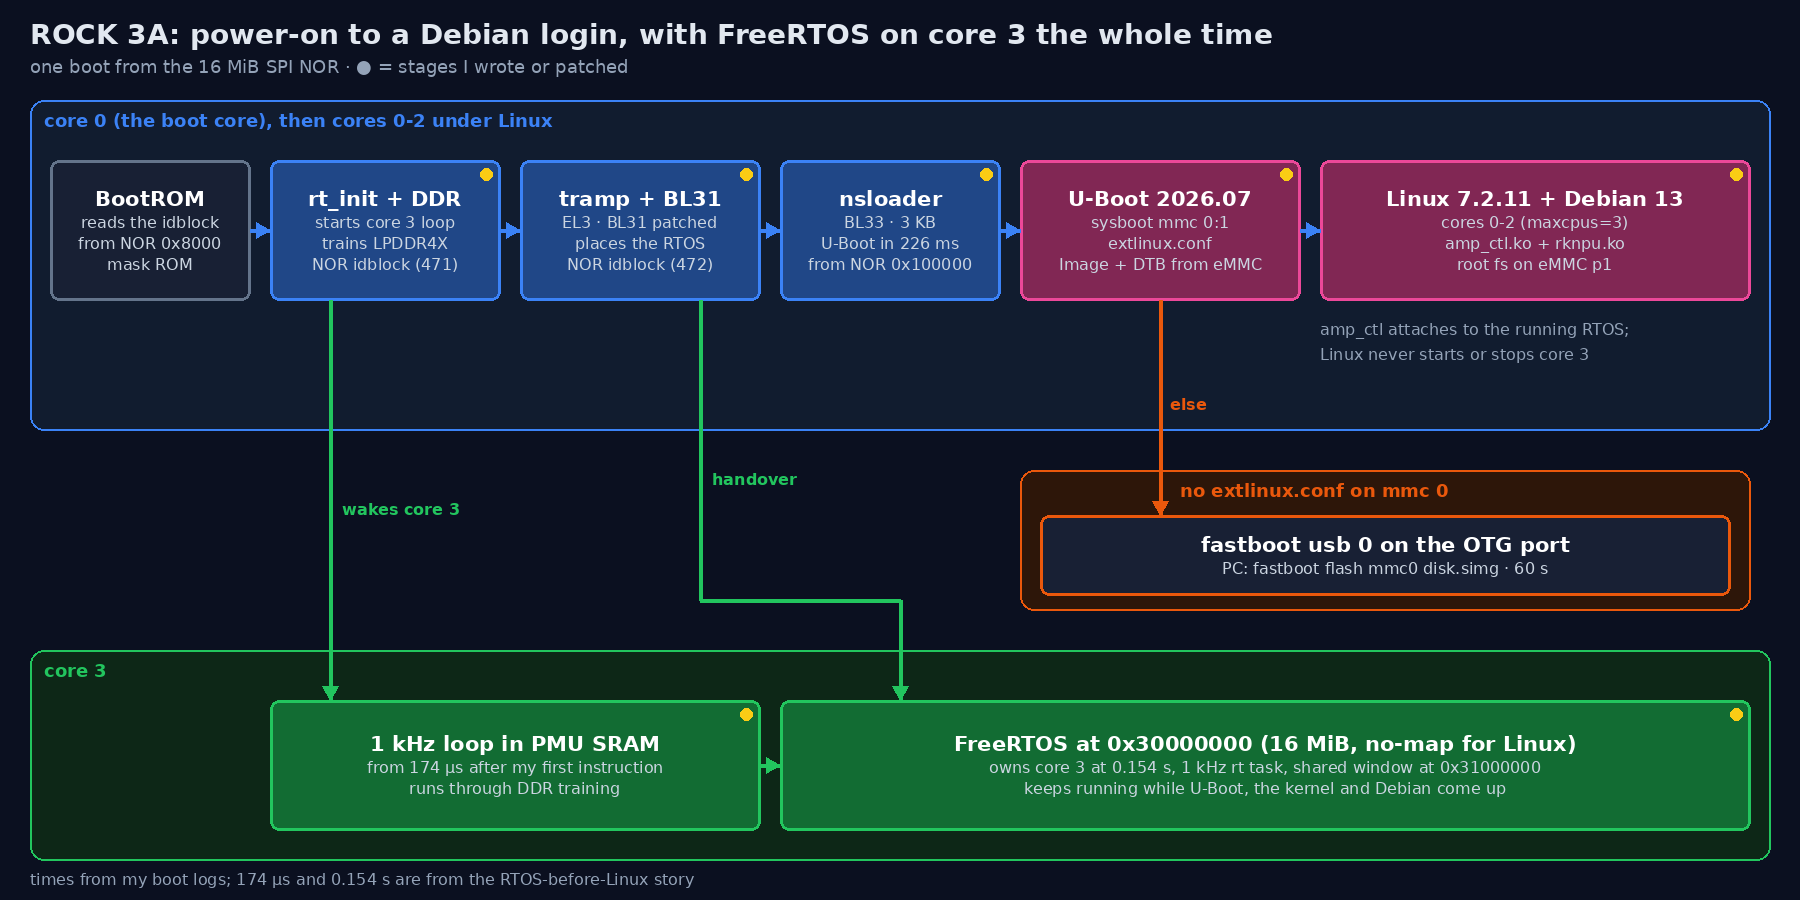 ROCK 3A: power-on to a Debian login, with FreeRTOS on core 3 the whole time
one boot from the 16 MiB SPI NOR · ● = stages I wrote or patched
core 0 (the boot core), then cores 0-2 under Linux
BootROM
reads the idblock
from NOR 0x8000
mask ROM
rt_init + DDR
starts core 3 loop
trains LPDDR4X
NOR idblock (471)
tramp + BL31
EL3 · BL31 patched
places the RTOS
NOR idblock (472)
nsloader
BL33 · 3 KB
U-Boot in 226 ms
from NOR 0x100000
U-Boot 2026.07
sysboot mmc 0:1
extlinux.conf
Image + DTB from eMMC
Linux 7.2.11 + Debian 13
cores 0-2 (maxcpus=3)
amp_ctl.ko + rknpu.ko
root fs on eMMC p1
amp_ctl attaches to the running RTOS;
Linux never starts or stops core 3
else
handover
wakes core 3
no extlinux.conf on mmc 0
fastboot usb 0 on the OTG port
PC: fastboot flash mmc0 disk.simg · 60 s
core 3
1 kHz loop in PMU SRAM
from 174 µs after my first instruction
runs through DDR training
FreeRTOS at 0x30000000 (16 MiB, no-map for Linux)
owns core 3 at 0.154 s, 1 kHz rt task, shared window at 0x31000000
keeps running while U-Boot, the kernel and Debian come up
times from my boot logs; 174 µs and 0.154 s are from the RTOS-before-Linux story